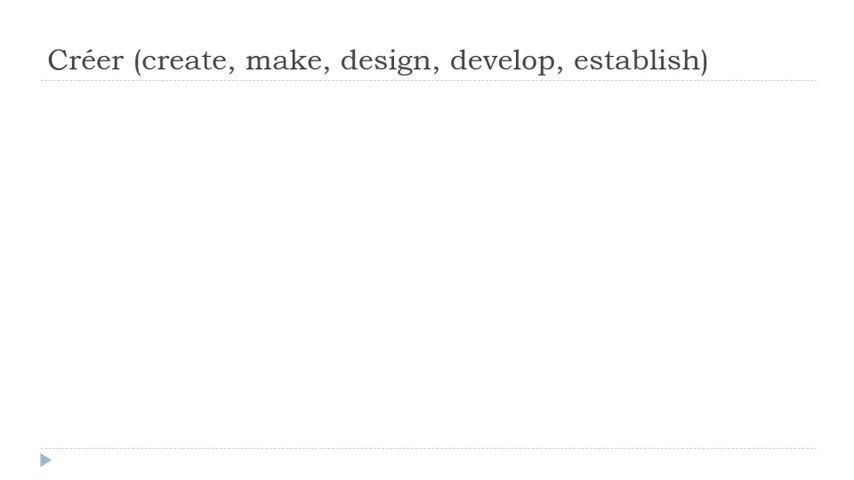 Créer (create, make, design, develop, establish)